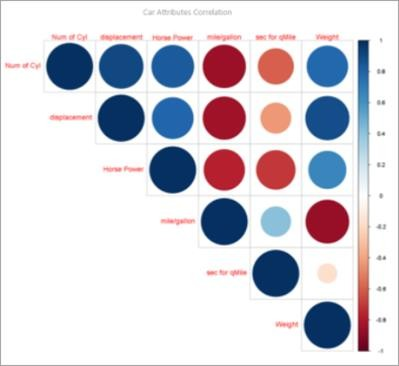 Car Attributes Correlation
Num of Cyl displacement Horse Power mile/gallon sec for qMile Weight
Num of Cyl
displacement
Horse Power
mile/gallon
sec for qMile
Weight
1
0.8
0.6
0.4
0.2
0
-0.2
-0.4
-0.6
-0.8
-1